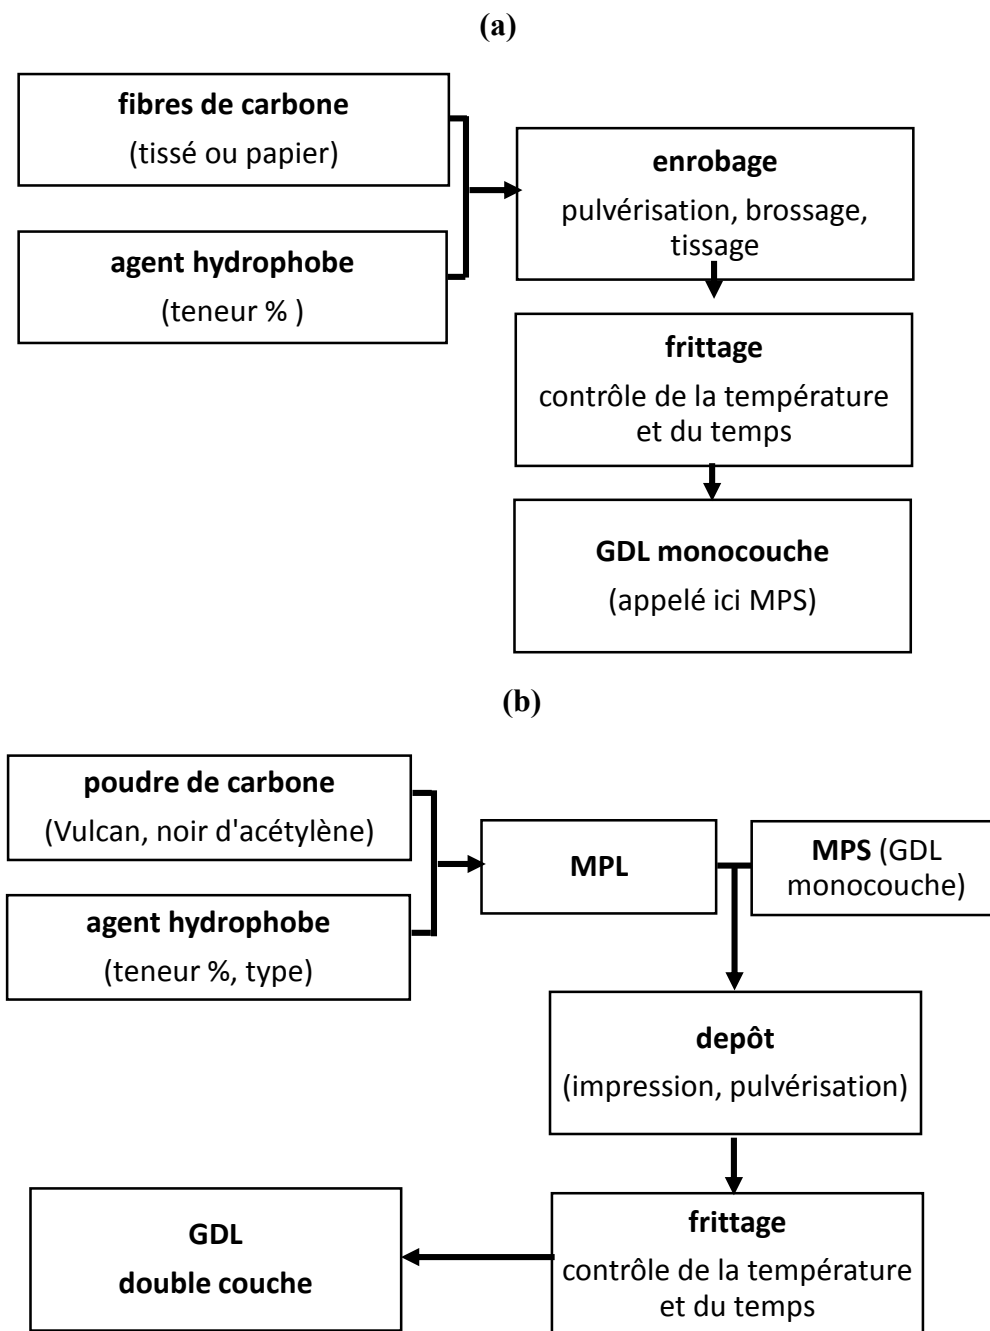 (a)
fibres de carbone
(tissé ou papier)
agent hydrophobe
(teneur % )
enrobage
pulvérisation, brossage,
tissage
frittage
contrôle de la température
et du temps
GDL monocouche
(appelé ici MPS)
(b)
poudre de carbone
(Vulcan, noir d'acétylène)
agent hydrophobe
(teneur %, type)
MPL
MPS (GDL
monocouche)
depôt
(impression, pulvérisation)
frittage
contrôle de la température
et du temps
GDL
double couche